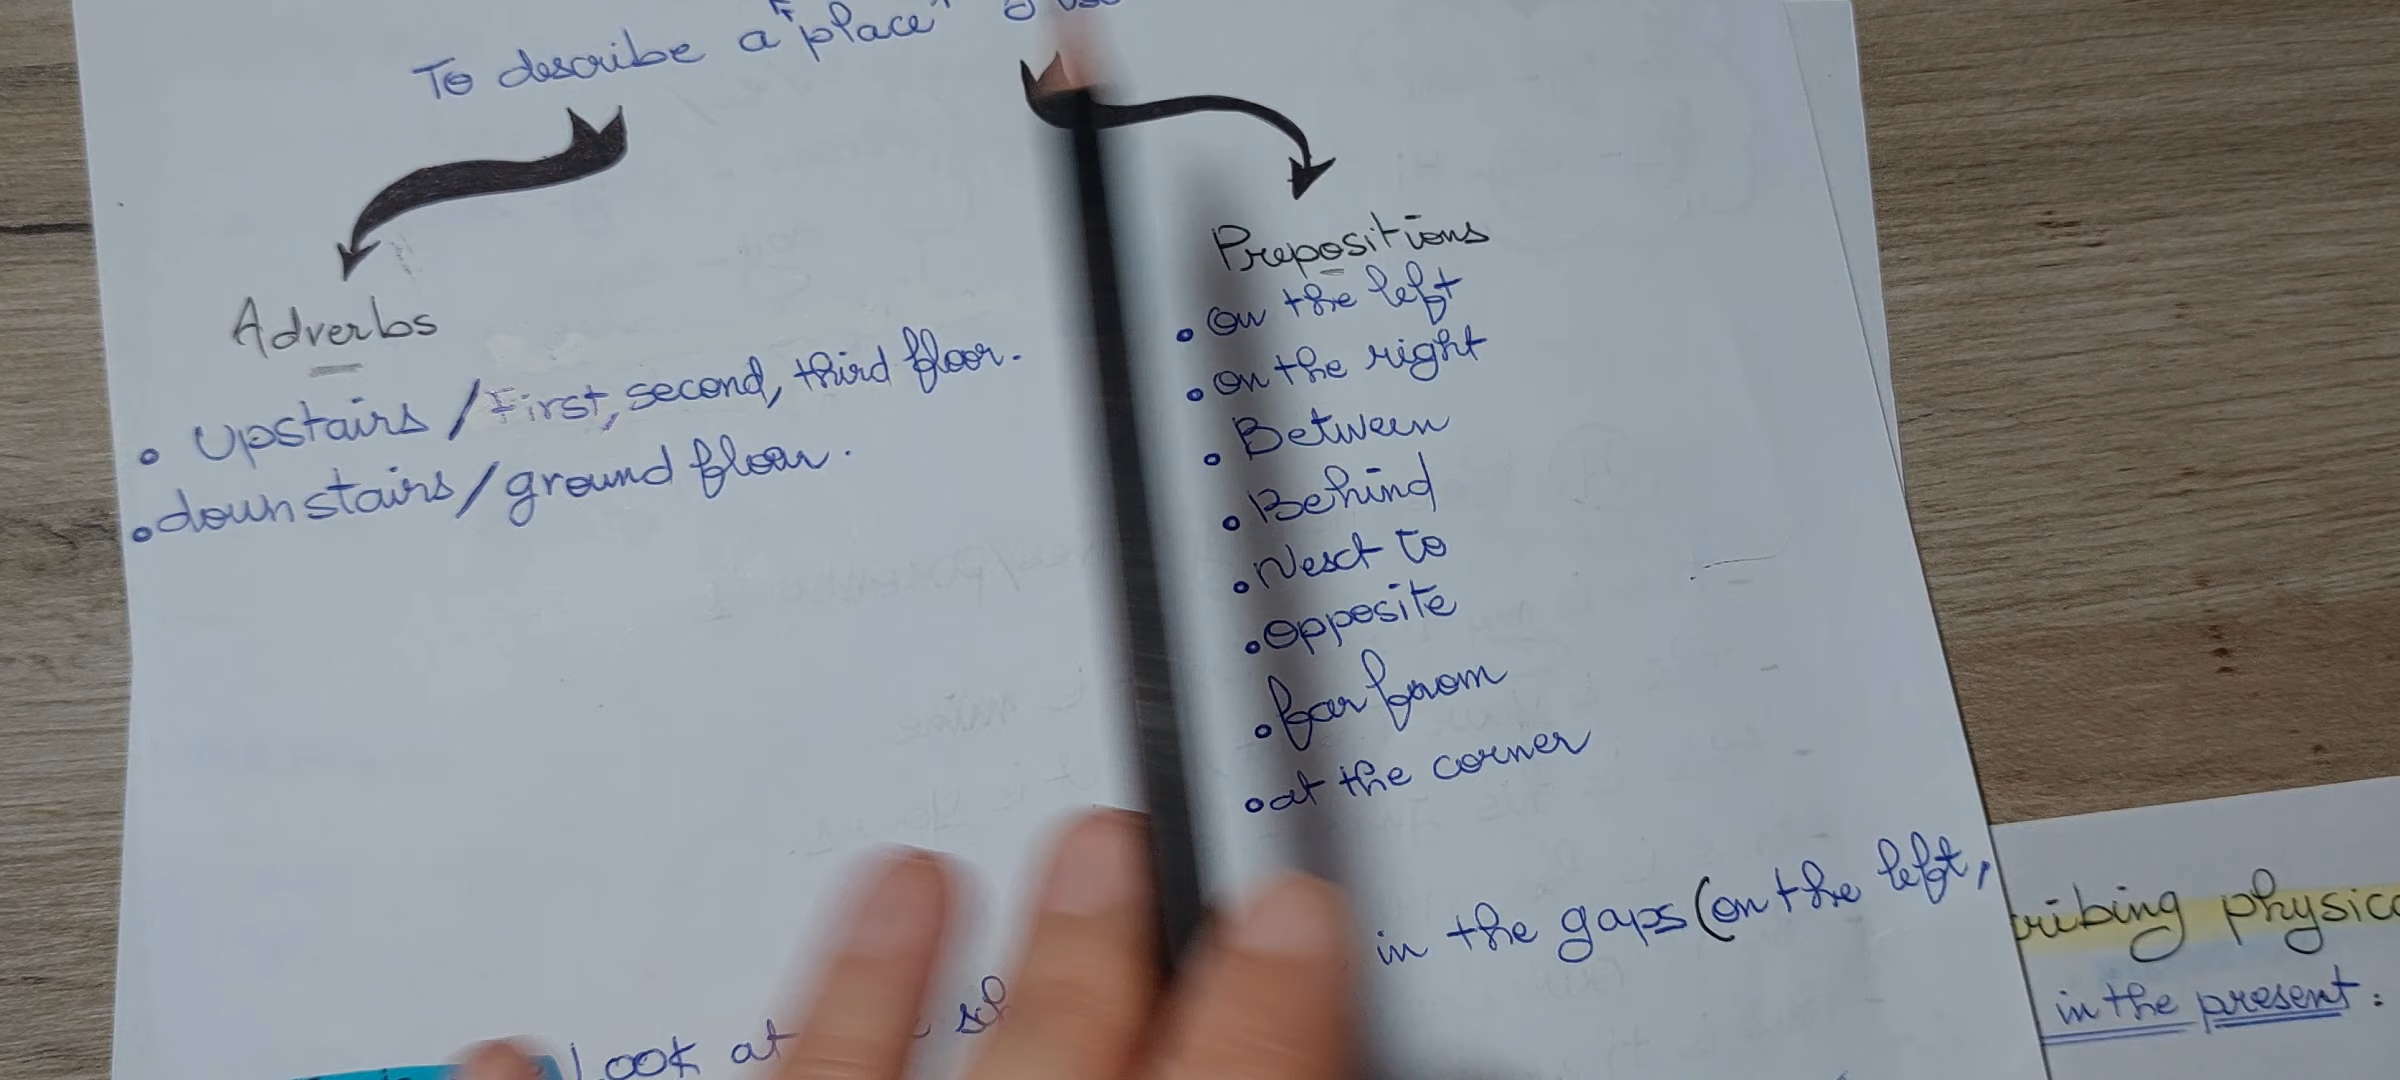 To describe a "place"
Adverbs
• Upstairs / First, second, third floor.
• downstairs / ground floor.
Prepositions
• On the left
• On the right
• Between
• Behind
• Next to
• Opposite
• far from
• at the corner
in the gaps (on the left,
Look at
ribing physica
in the present: